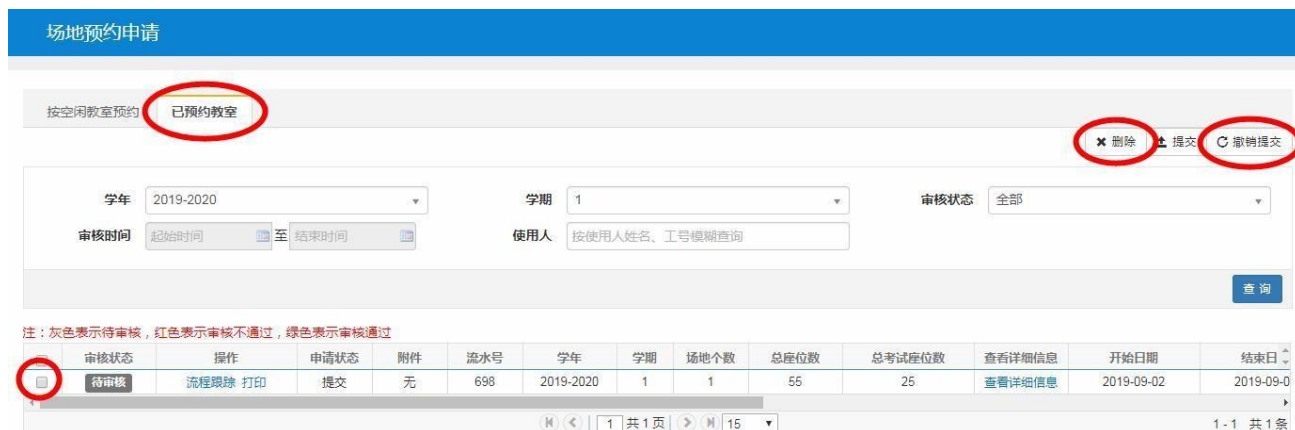 场地预约申请
按空闲教室预约 已预约教室
删除 提交 撤销提交
学年 2019-2020 学期 1 审核状态 全部
审核时间 起始时间 至 结束时间 使用人 按使用人姓名、工号模糊查询
查 询
注：灰色表示待审核，红色表示审核不通过，绿色表示审核通过
审核状态 操作 申请状态 附件 流水号 学年 学期 场地个数 总座位数 总考试座位数 查看详细信息 开始日期 结束日
待审核 流程跟踪 打印 提交 无 698 2019-2020 1 1 55 25 查看详细信息 2019-09-02 2019-09-0
1 共 1 页 15 1 - 1 共 1 条